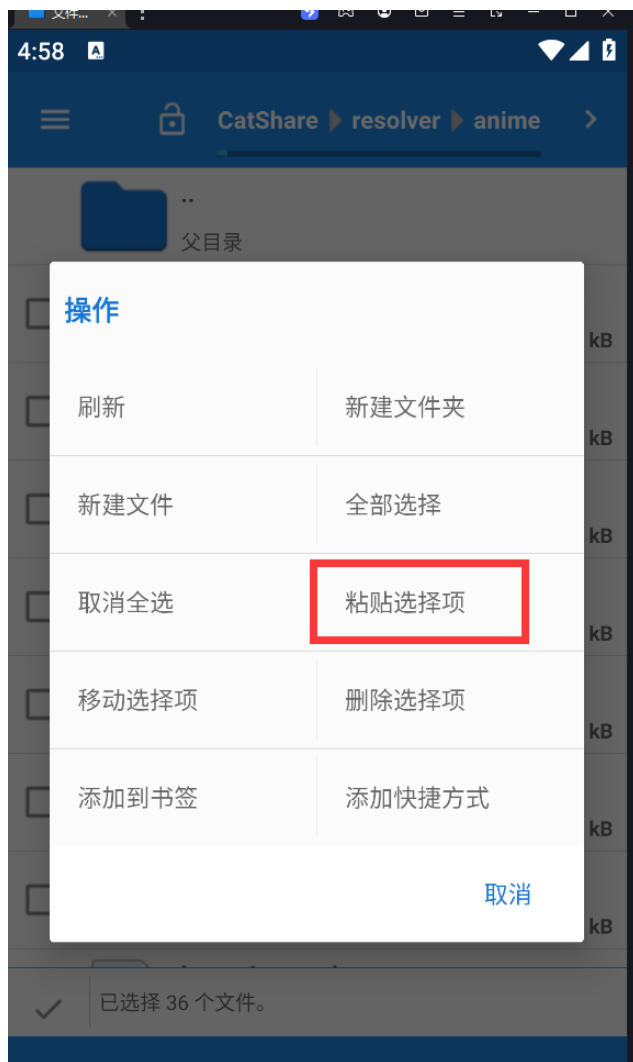 文件...
4:58 A
CatShare resolver anime
..
父目录
操作
kB
刷新 新建文件夹
kB
新建文件 全部选择
kB
取消全选 粘贴选择项
kB
移动选择项 删除选择项
kB
添加到书签 添加快捷方式
kB
取消
kB
已选择 36 个文件。